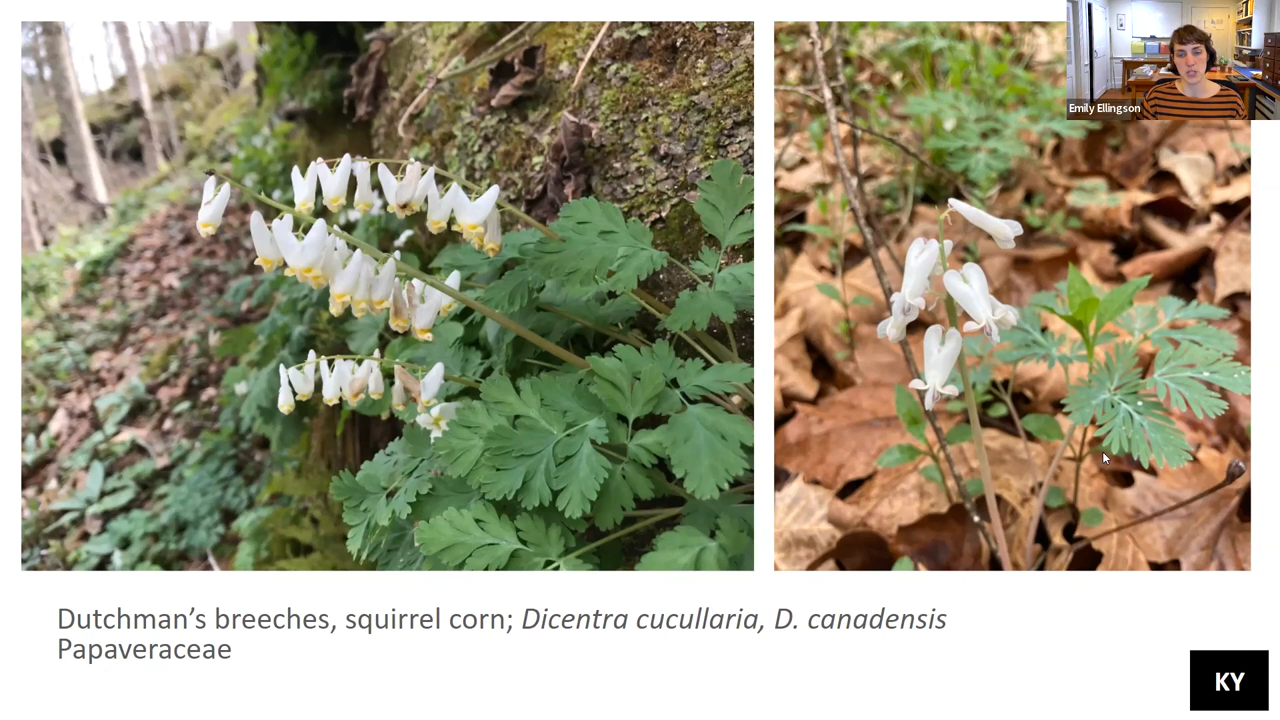 Emily Ellingson
Dutchman’s breeches, squirrel corn; Dicentra cucullaria, D. canadensis
Papaveraceae
KY